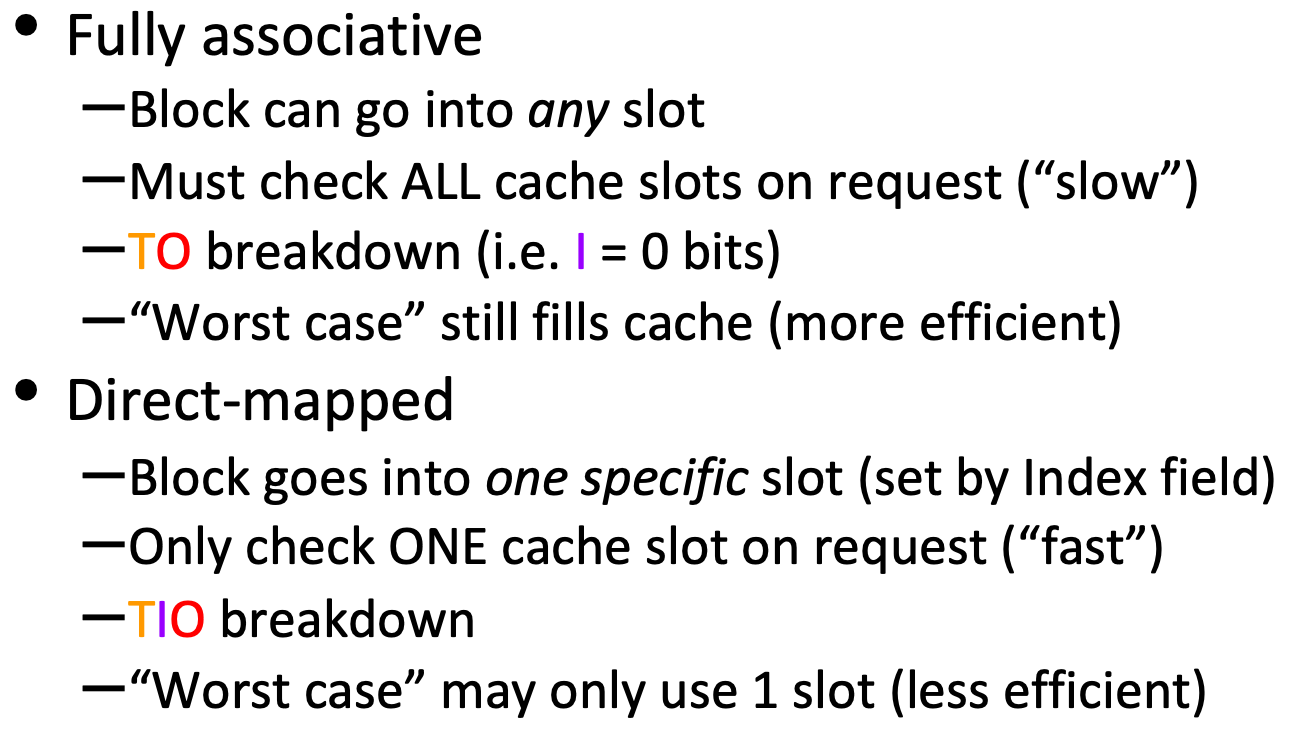 • Fully associative
—Block can go into any slot
—Must check ALL cache slots on request (“slow”)
—TO breakdown (i.e. I = 0 bits)
—“Worst case” still fills cache (more efficient)
• Direct-mapped
—Block goes into one specific slot (set by Index field)
—Only check ONE cache slot on request (“fast”)
—TIO breakdown
—“Worst case” may only use 1 slot (less efficient)